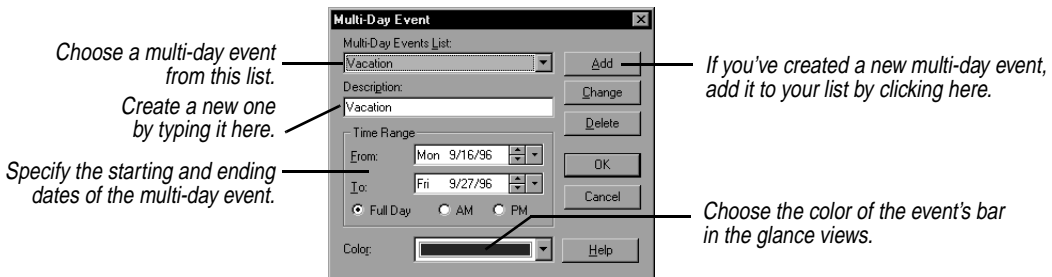 Multi-Day Event
Multi-Day Events List:
Vacation
Add
Description:
Vacation
Change
Delete
Time Range
From:
Mon 9/16/96
OK
To:
Fri 9/27/96
Cancel
Full Day
AM
PM
Color:
Help
Choose a multi-day event
from this list.
Create a new one
by typing it here.
Specify the starting and ending
dates of the multi-day event.
If you've created a new multi-day event,
add it to your list by clicking here.
Choose the color of the event's bar
in the glance views.